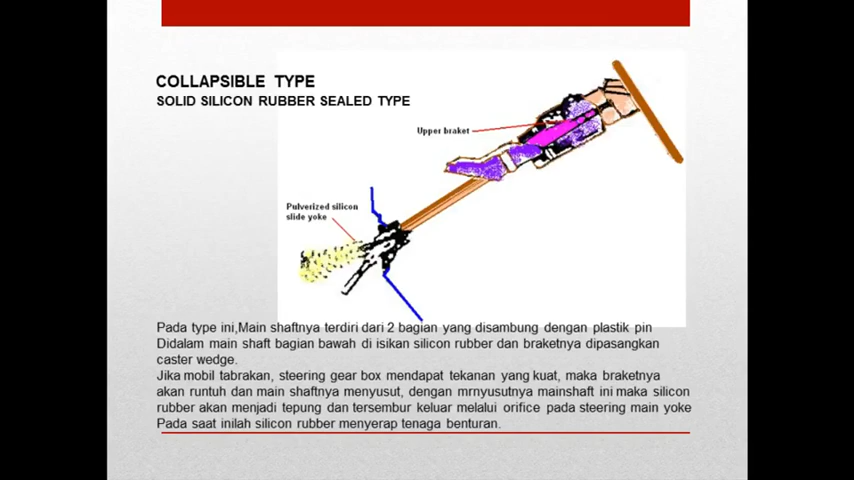 COLLAPSIBLE TYPE
SOLID SILICON RUBBER SEALED TYPE
Upper braket
Pulverized silicon
slide yoke
Pada type ini,Main shaftnya terdiri dari 2 bagian yang disambung dengan plastik pin
Didalam main shaft bagian bawah di isikan silicon rubber dan braketnya dipasangkan
caster wedge.
Jika mobil tabrakan, steering gear box mendapat tekanan yang kuat, maka braketnya
akan runtuh dan main shaftnya menyusut, dengan mrnyusutnya mainshaft ini maka silicon
rubber akan menjadi tepung dan tersembur keluar melalui orifice pada steering main yoke
Pada saat inilah silicon rubber menyerap tenaga benturan.